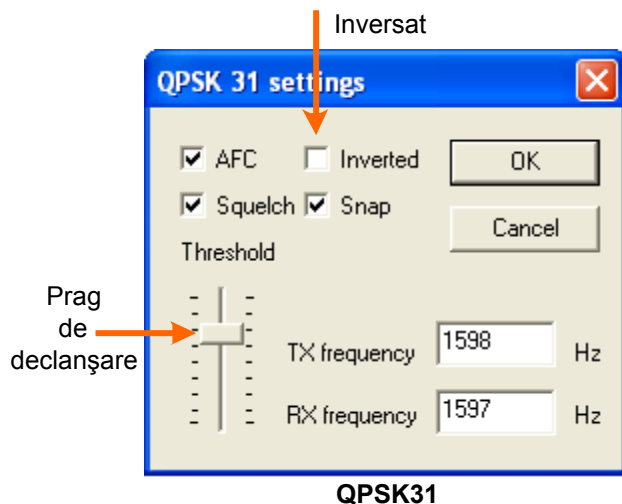 Inversat
QPSK 31 settings
AFC
Inverted
OK
Squelch
Snap
Cancel
Threshold
Prag
de
declanşare
TX frequency
1598
Hz
RX frequency
1597
Hz
QPSK31